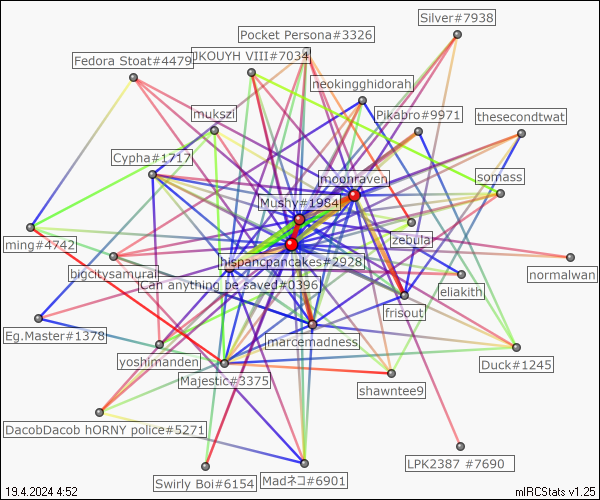 Silver#7938
Pocket Persona#3326
JKOUYH VIII#7034
Fedora Stoat#4479
neokingghidorah
mukszi
Pikabro#9971
thesecondtwat
Cypha#1717
moonraven
somass
Mushy#1984
ming#4742
zebula
hispancpancakes#2928
bigcitysamurai
normalwan
Can anything be saved#0396
eliakith
frisout
Eg.Master#1378
marcemadness
yoshmanden
Duck#1245
Majestic#3375
shawntee9
DacobDacob hORNY police#5271
LPK2387 #7690
Swirly Boi#6154
Madネコ#6901
19.4.2024 4:52
mIRCStats v1.25